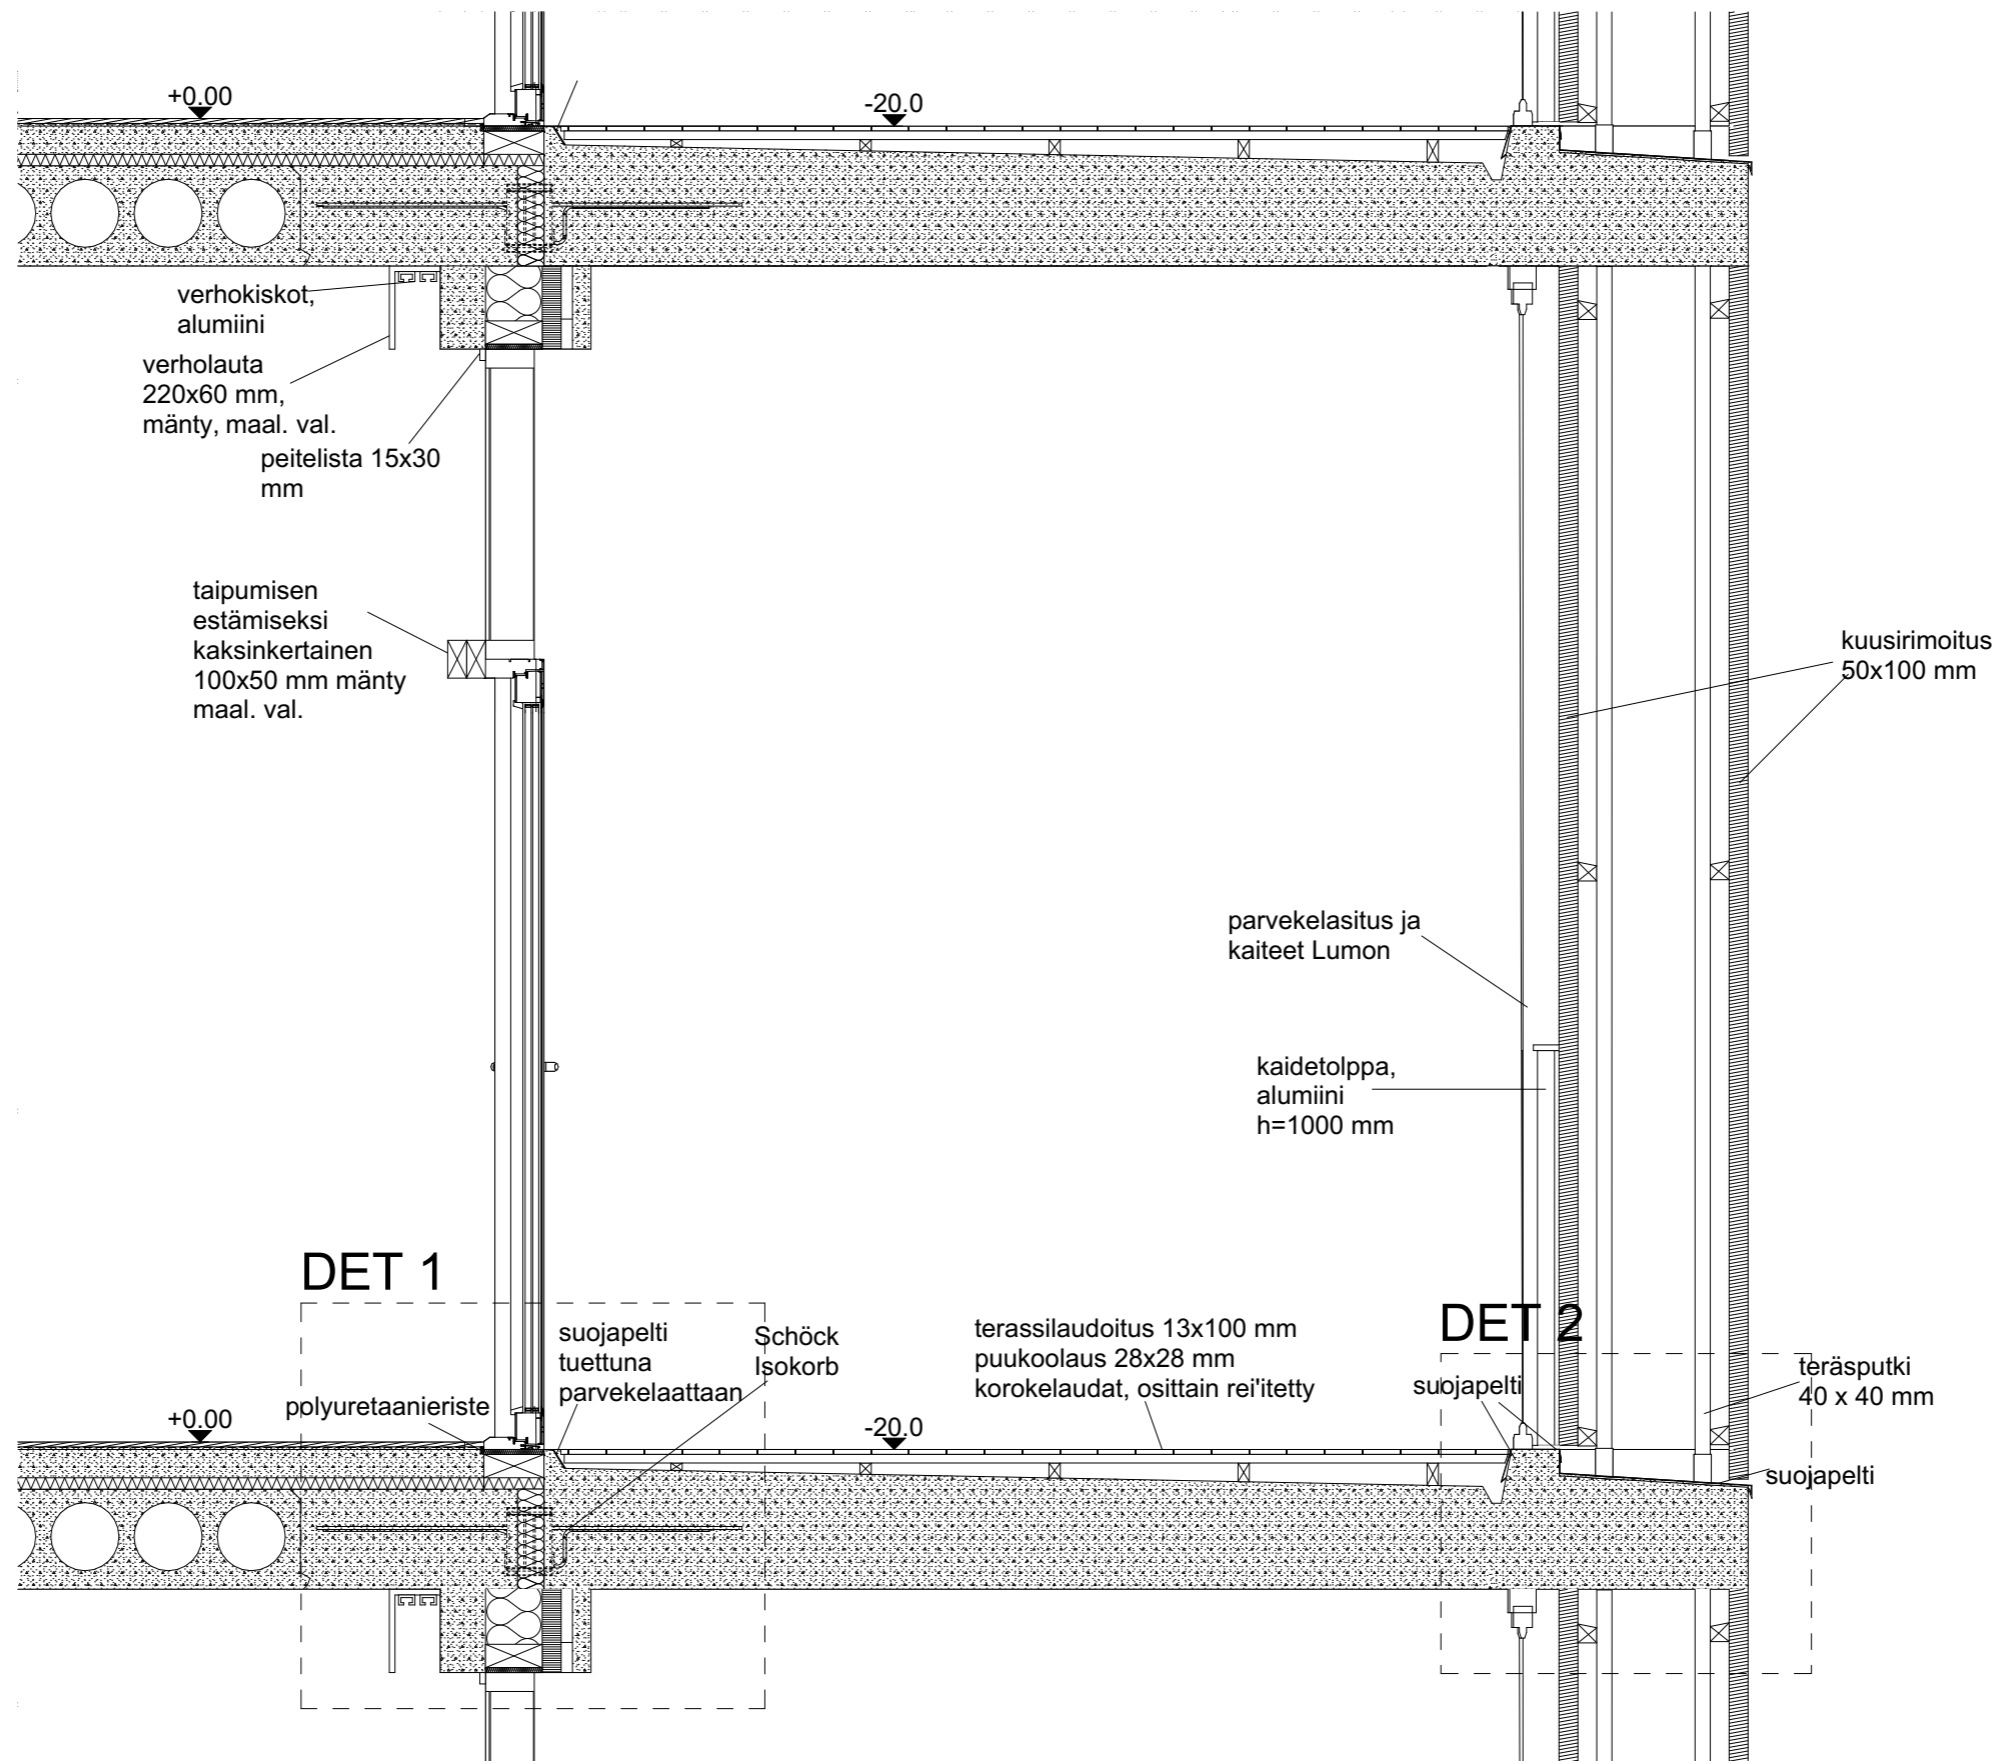 +0.00
-20.0
verhokiskot,
alumiini
verholauta
220x60 mm,
mänty, maal. val.
peitelista 15x30
mm
taipumisen
estämiseksi
kaksinkertainen
100x50 mm mänty
maal. val.
kuusirimoitus
50x100 mm
parvekelasitus ja
kaiteet Lumon
kaidetolppa,
alumiini
h=1000 mm
DET 1
suojapelti
tuettuna
parvekelaattaan
Schöck
Isokorb
polyuretaanieriste
terassilaudoitus 13x100 mm
puukoolaus 28x28 mm
korokelaudat, osittain rei'itetty
DET 2
suojapelti
teräsputki
40 x 40 mm
+0.00
-20.0
suojapelti